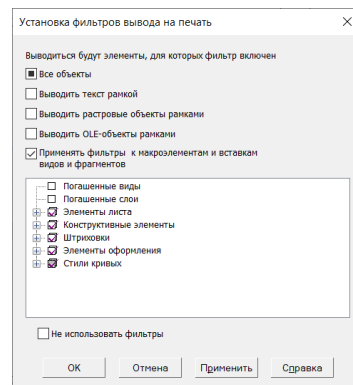 Установка фильтров вывода на печать
Выводиться будут элементы, для которых фильтр включен
Все объекты
Выводить текст рамкой
Выводить растровые объекты рамками
Выводить OLE-объекты рамками
Применять фильтры к макроэлементам и вставкам
видов и фрагментов
Погашенные виды
Погашенные слои
Элементы листа
Конструктивные элементы
Штриховки
Элементы оформления
Стили кривых
Не использовать фильтры
ОК Отмена Применить Справка